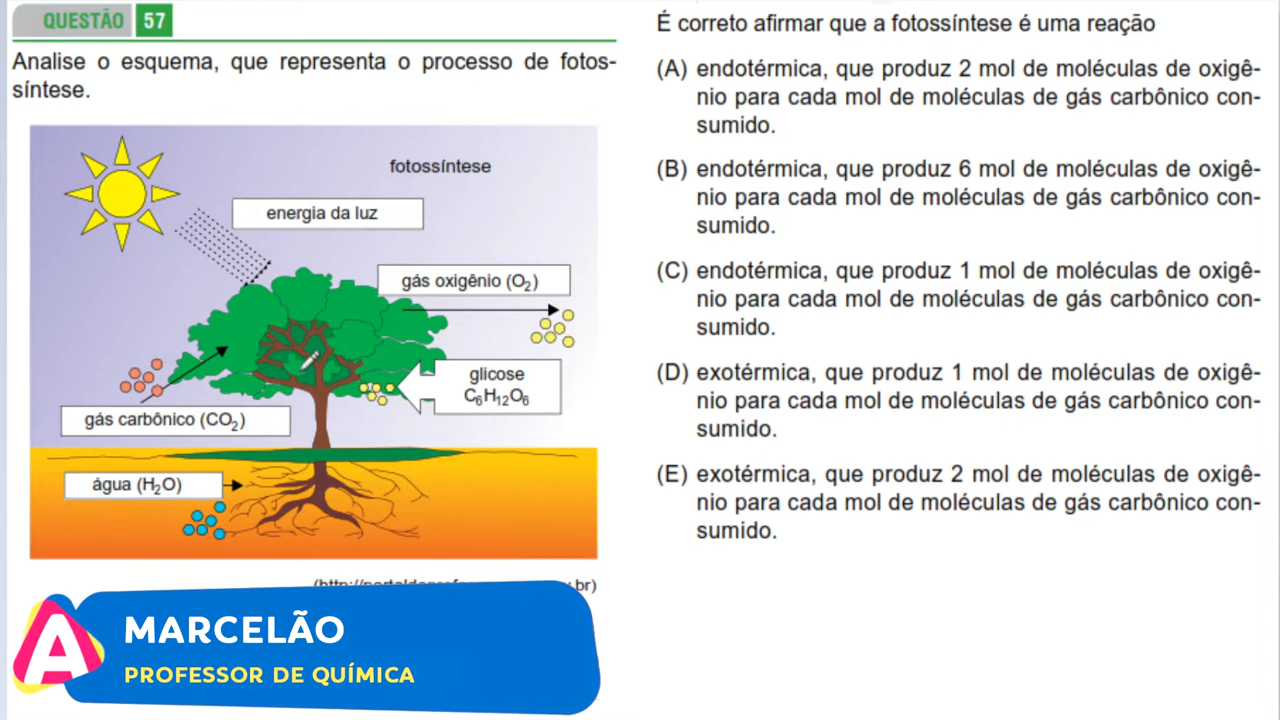 QUESTÃO 57
Analise o esquema, que representa o processo de fotos-
síntese.
fotossíntese
energia da luz
gás oxigênio (O2)
glicose
C6H12O6
gás carbônico (CO2)
água (H2O)
br)
MARCELÃO
PROFESSOR DE QUÍMICA
É correto afirmar que a fotossíntese é uma reação
(A) endotérmica, que produz 2 mol de moléculas de oxigê-
nio para cada mol de moléculas de gás carbônico con-
sumido.
(B) endotérmica, que produz 6 mol de moléculas de oxigê-
nio para cada mol de moléculas de gás carbônico con-
sumido.
(C) endotérmica, que produz 1 mol de moléculas de oxigê-
nio para cada mol de moléculas de gás carbônico con-
sumido.
(D) exotérmica, que produz 1 mol de moléculas de oxigê-
nio para cada mol de moléculas de gás carbônico con-
sumido.
(E) exotérmica, que produz 2 mol de moléculas de oxigê-
nio para cada mol de moléculas de gás carbônico con-
sumido.